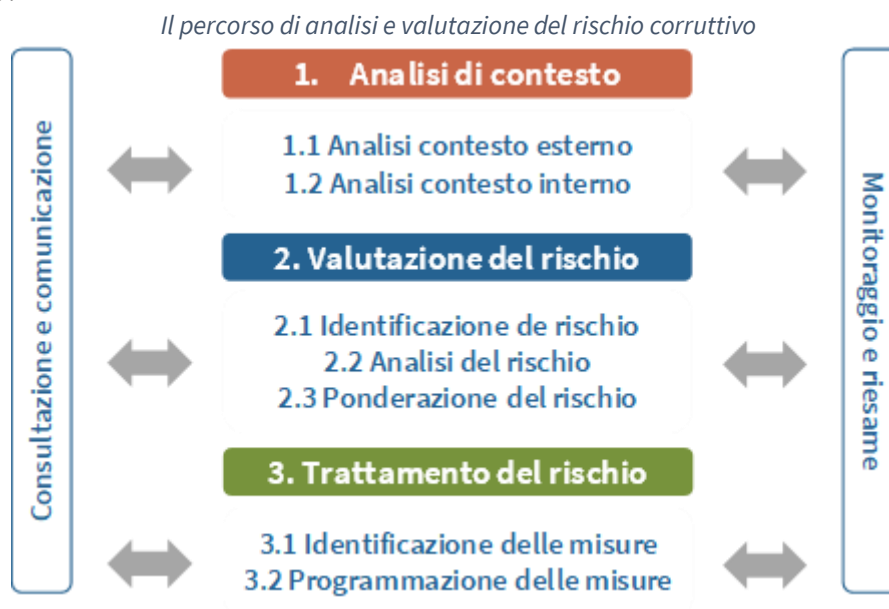 Il percorso di analisi e valutazione del rischio corruttivo
Consultazione e comunicazione
1. Analisi di contesto
1.1 Analisi contesto esterno
1.2 Analisi contesto interno
2. Valutazione del rischio
2.1 Identificazione de rischio
2.2 Analisi del rischio
2.3 Ponderazione del rischio
3. Trattamento del rischio
3.1 Identificazione delle misure
3.2 Programmazione delle misure
Monitoraggio e riesame